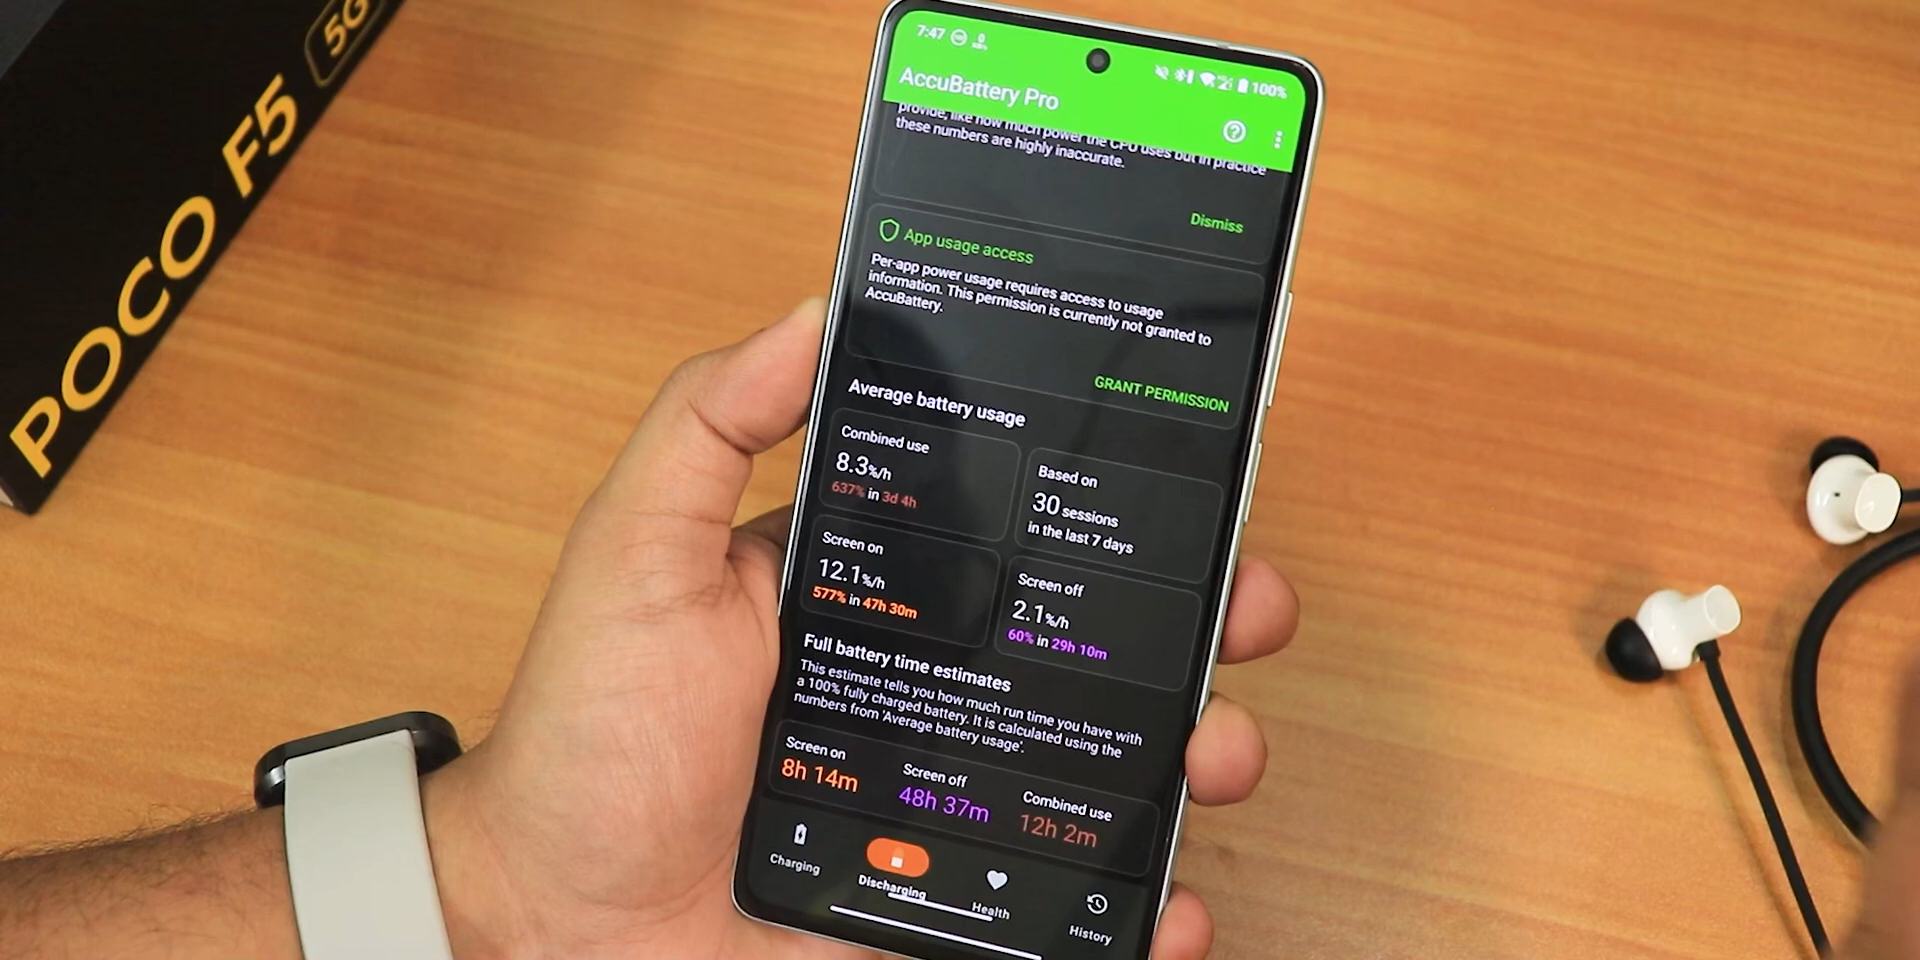 POCO F5 5G
7:47
100%
AccuBattery Pro
provide, like how much power the CPU uses but in practice
these numbers are highly inaccurate.
Dismiss
App usage access
Per-app power usage requires access to usage
information. This permission is currently not granted to
AccuBattery.
GRANT PERMISSION
Average battery usage
Combined use
8.3%/h
637% in 3d 4h
Based on
30 sessions
in the last 7 days
Screen on
12.1%/h
577% in 47h 30m
Screen off
2.1%/h
60% in 29h 10m
Full battery time estimates
This estimate tells you how much run time you have with
a 100% fully charged battery. It is calculated using the
numbers from 'Average battery usage'.
Screen on
8h 14m
Screen off
48h 37m
Combined use
12h 2m
Charging
Discharging
Health
History